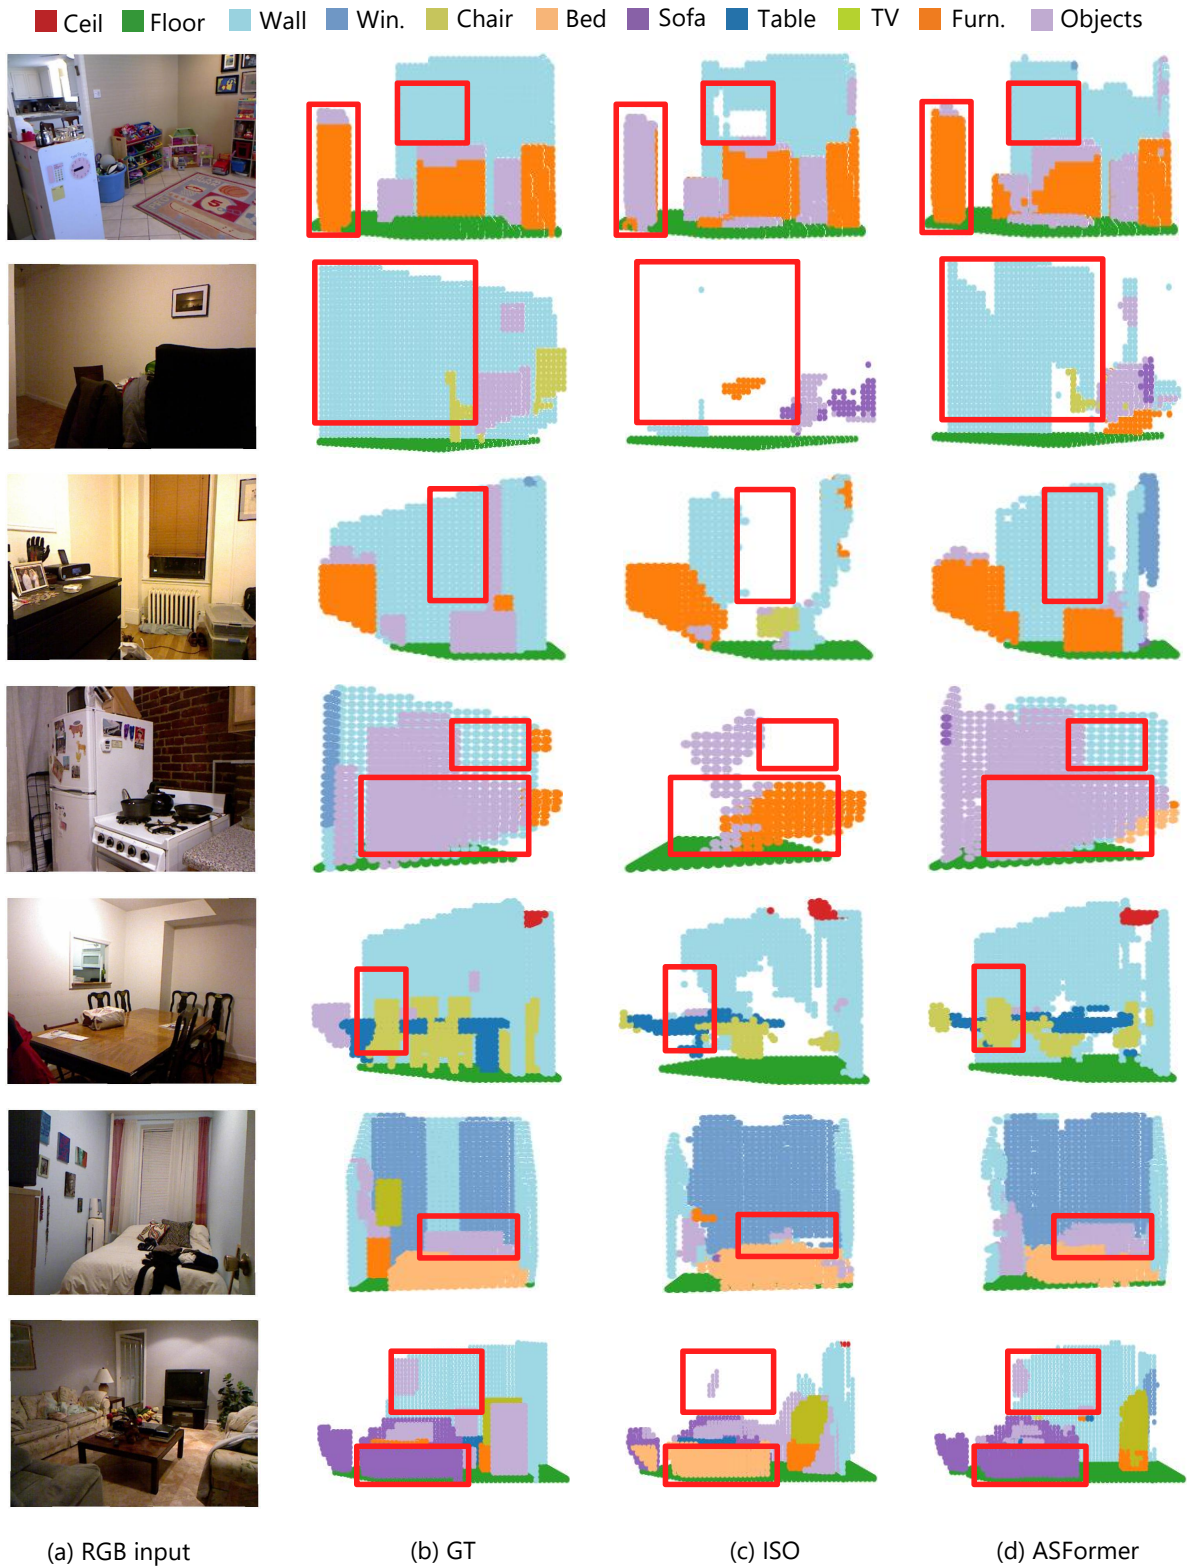 Ceil Floor Wall Win. Chair Bed Sofa Table TV Furn. Objects
(a) RGB input (b) GT (c) ISO (d) ASFormer